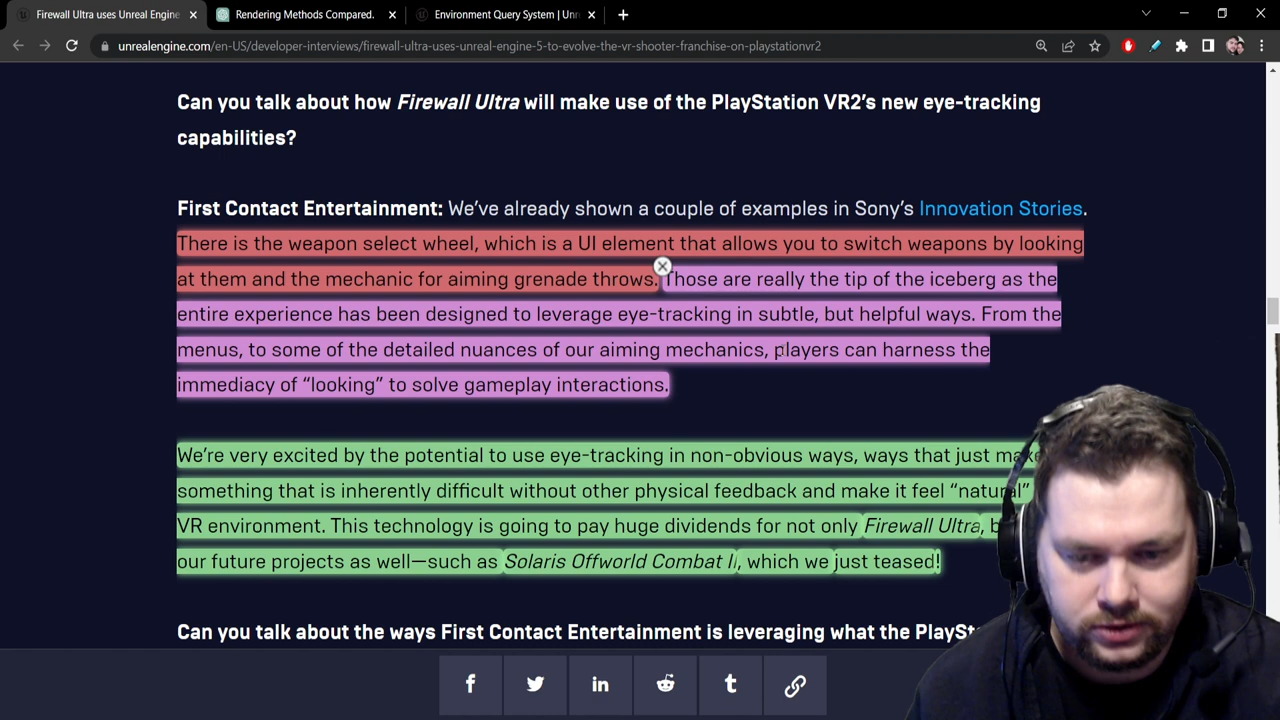 Firewall Ultra uses Unreal Engine
Rendering Methods Compared.
Environment Query System | Unr
unrealengine.com/en-US/developer-interviews/firewall-ultra-uses-unreal-engine-5-to-evolve-the-vr-shooter-franchise-on-playstationvr2
Can you talk about how Firewall Ultra will make use of the PlayStation VR2’s new eye-tracking
capabilities?
First Contact Entertainment: We’ve already shown a couple of examples in Sony’s Innovation Stories.
There is the weapon select wheel, which is a UI element that allows you to switch weapons by looking
at them and the mechanic for aiming grenade throws. Those are really the tip of the iceberg as the
entire experience has been designed to leverage eye-tracking in subtle, but helpful ways. From the
menus, to some of the detailed nuances of our aiming mechanics, players can harness the
immediacy of “looking” to solve gameplay interactions.
We’re very excited by the potential to use eye-tracking in non-obvious ways, ways that just
something that is inherently difficult without other physical feedback and make it feel “natural”
VR environment. This technology is going to pay huge dividends for not only Firewall Ultra,
our future projects as well—such as Solaris Offworld Combat II, which we just teased!
Can you talk about the ways First Contact Entertainment is leveraging what the